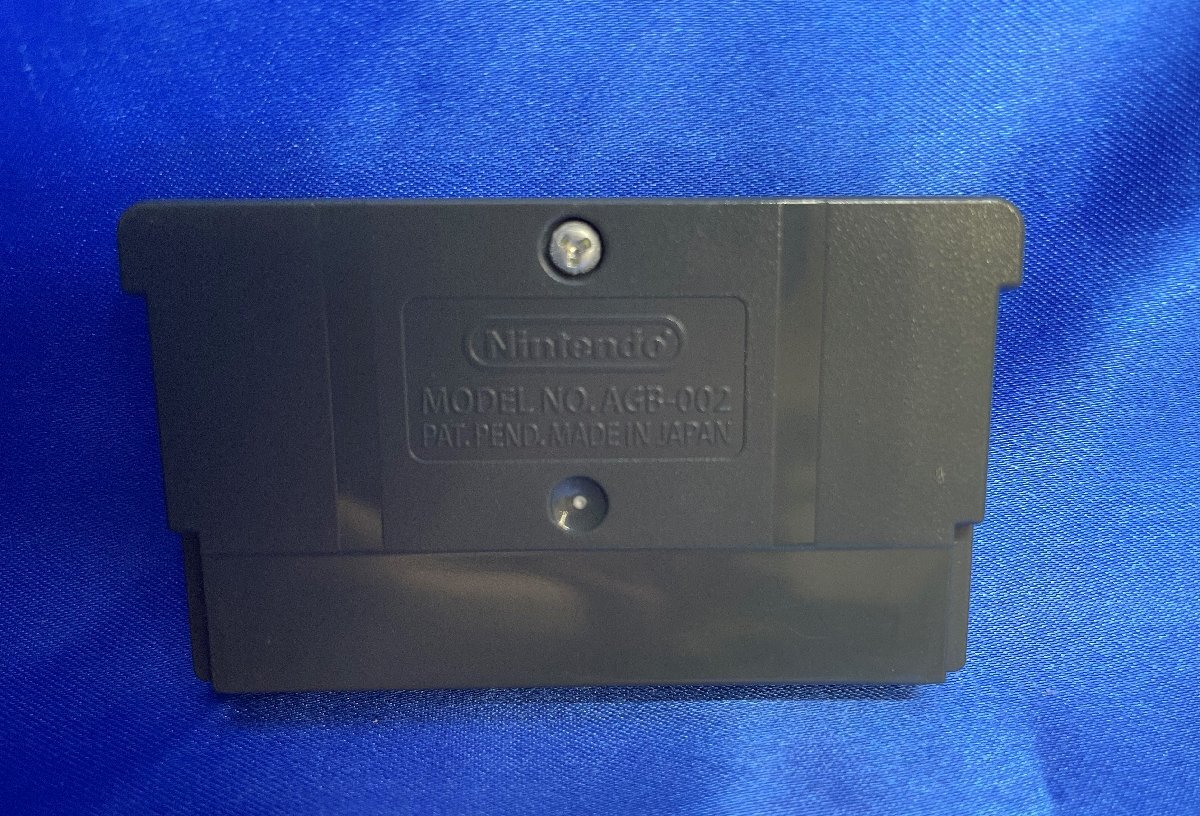 Nintendo®
MODEL NO. AGB-002
PAT. PEND. MADE IN JAPAN